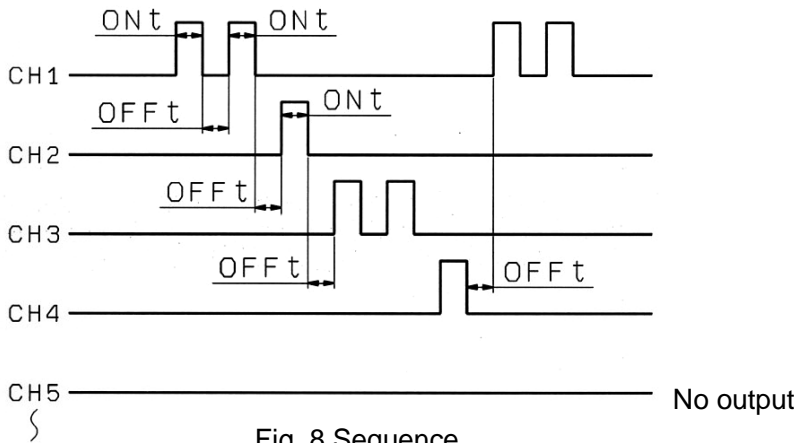 ONt ONt
CH1
OFFt
ONt
CH2
OFFt
CH3
OFFt OFFt
CH4
CH5 No output
Fig. 8 Sequence